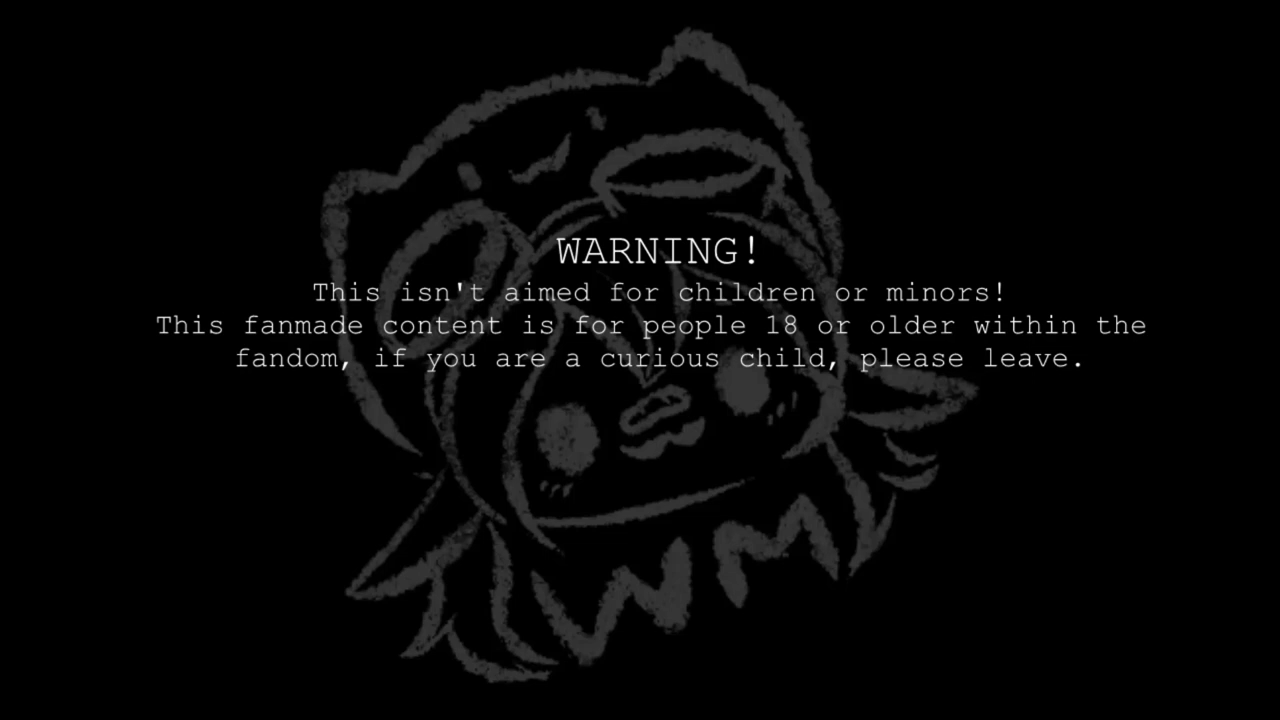 WARNING!
This isn't aimed for children or minors!
This fanmade content is for people 18 or older within the
fandom, if you are a curious child, please leave.
WM